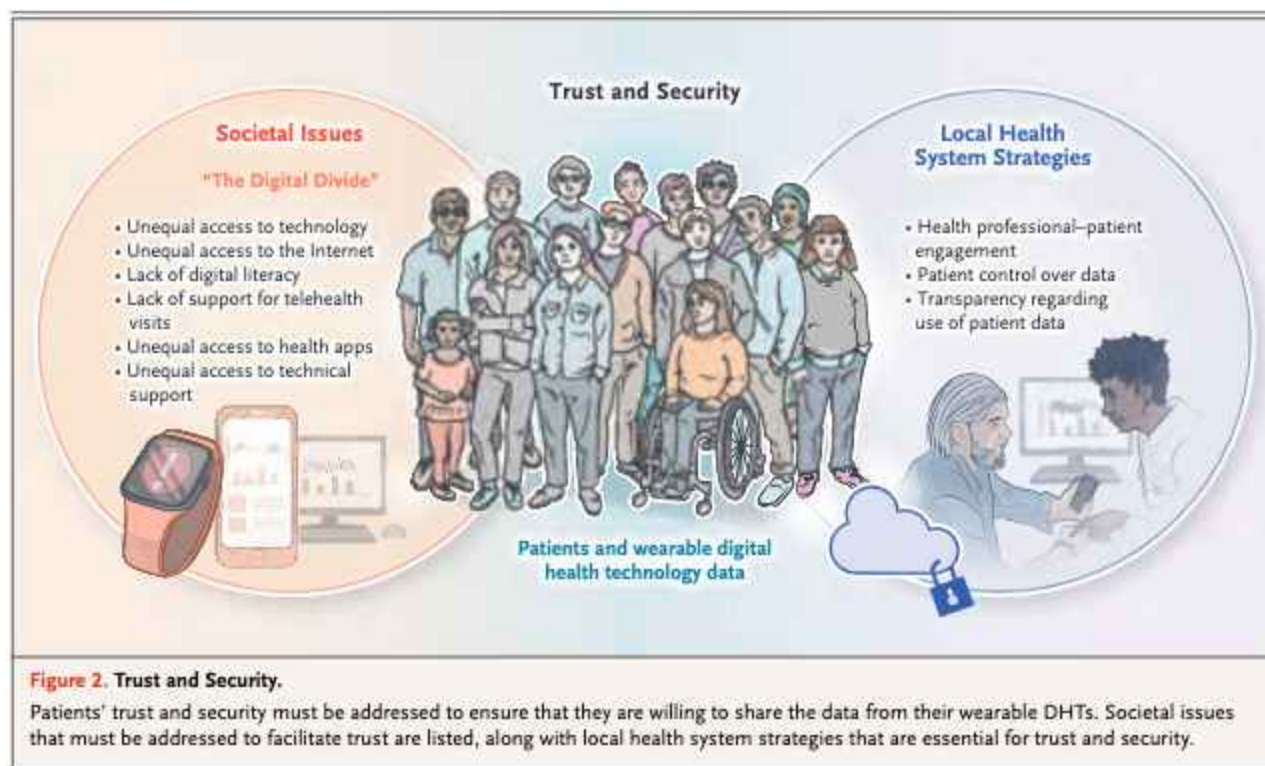 Trust and Security
Societal Issues
"The Digital Divide"
• Unequal access to technology
• Unequal access to the Internet
• Lack of digital literacy
• Lack of support for telehealth
visits
• Unequal access to health apps
• Unequal access to technical
support
Local Health
System Strategies
• Health professional–patient
engagement
• Patient control over data
• Transparency regarding
use of patient data
Patients and wearable digital
health technology data
Figure 2. Trust and Security.
Patients' trust and security must be addressed to ensure that they are willing to share the data from their wearable DHTs. Societal issues
that must be addressed to facilitate trust are listed, along with local health system strategies that are essential for trust and security.